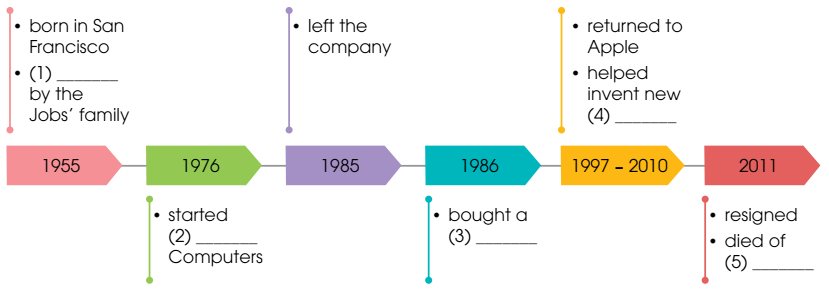 • born in San
Francisco
• (1) _______
by the
Jobs’ family
• left the
company
• returned to
Apple
• helped
invent new
(4) _______
1955
1976
1985
1986
1997 – 2010
2011
• started
(2) _______
Computers
• bought a
(3) _______
• resigned
• died of
(5) _______